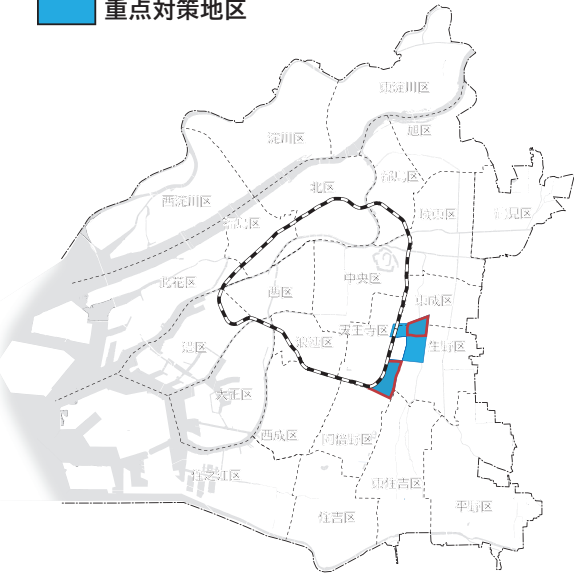 重点対策地区
東淀川区
旭区
淀川区
都島区
北区
西淀川区
城東区
鶴見区
福島区
此花区
中央区
西区
東成区
天王寺区
浪速区
生野区
港区
大正区
西成区
阿倍野区
住之江区
東住吉区
平野区
住吉区